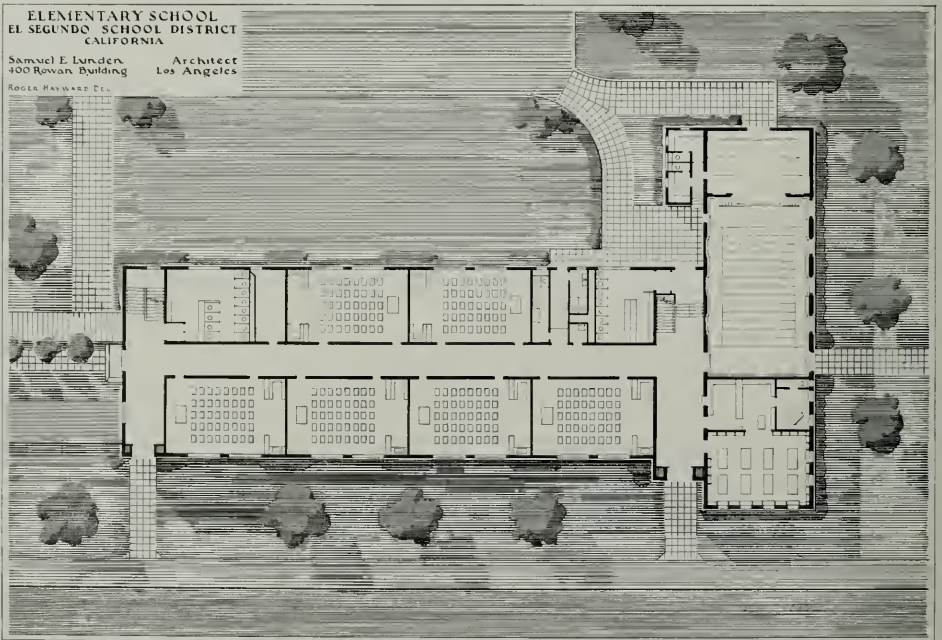 ELEMENTARY SCHOOL
EL SEGUNDO SCHOOL DISTRICT
CALIFORNIA
Samuel E Lunden Architect
400 Rowan Building Los Angeles
ROGER HAYWARD DEL